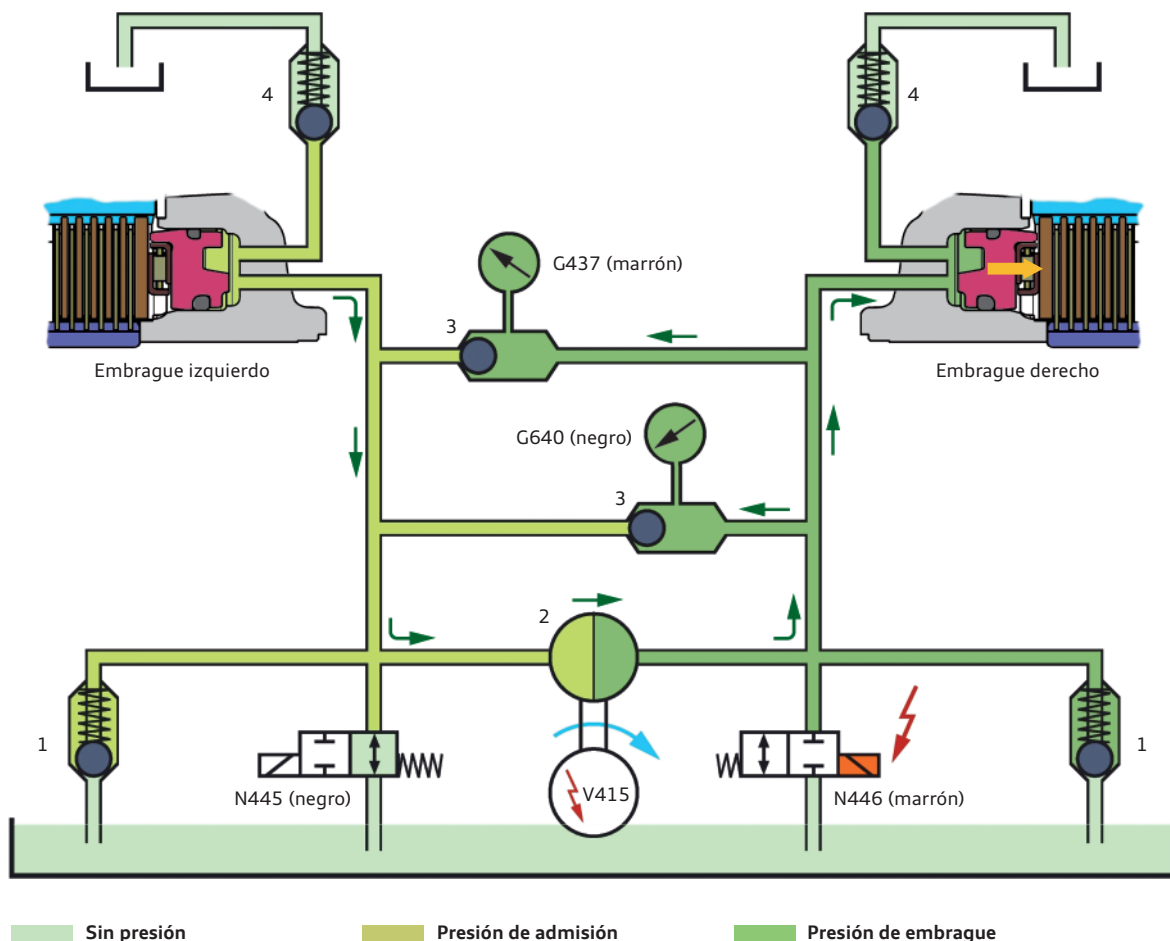 4
4
G437 (marrón)
3
Embrague izquierdo
Embrague derecho
G640 (negro)
3
2
1
1
N445 (negro)
V415
N446 (marrón)
Sin presión
Presión de admisión
Presión de embrague